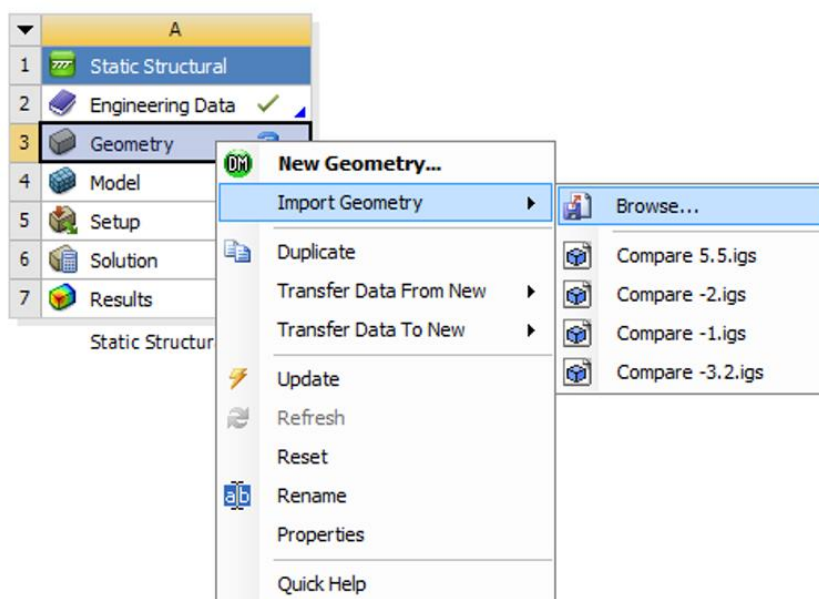 A
1 Static Structural
2 Engineering Data
3 Geometry
4 Model
5 Setup
6 Solution
7 Results
Static Structur
DM New Geometry...
Import Geometry
Duplicate
Transfer Data From New
Transfer Data To New
Update
Refresh
Reset
ab Rename
Properties
Quick Help
Browse...
Compare 5.5.igs
Compare -2.igs
Compare -1.igs
Compare -3.2.igs